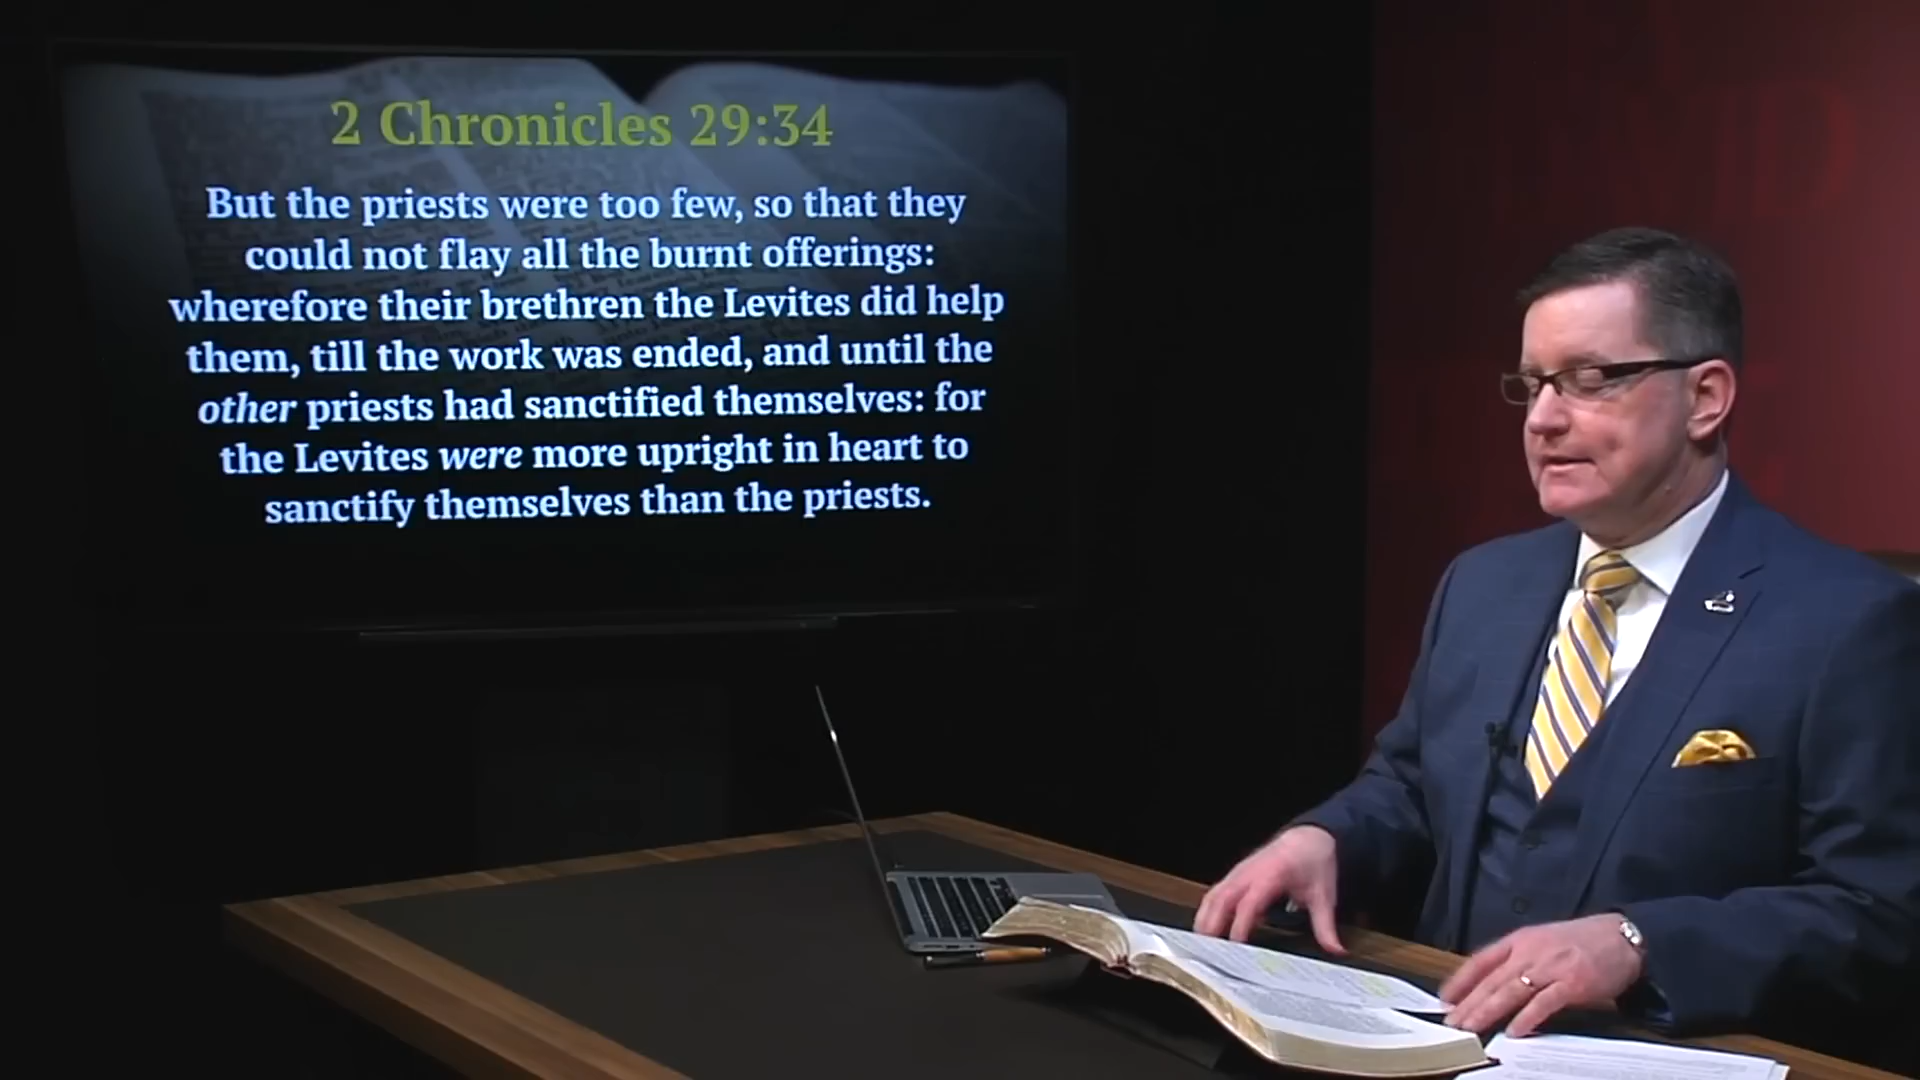 2 Chronicles 29:34
But the priests were too few, so that they
could not flay all the burnt offerings:
wherefore their brethren the Levites did help
them, till the work was ended, and until the
other priests had sanctified themselves: for
the Levites were more upright in heart to
sanctify themselves than the priests.